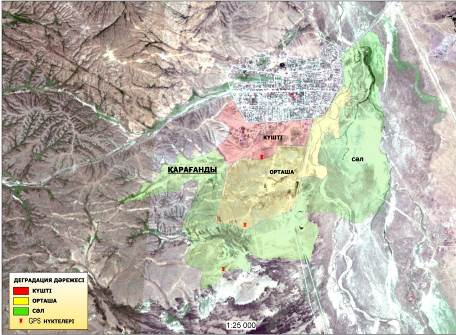 КҮШТІ
СӘЛ
ҚАРАҒАНДЫ
ОРТАША
ДЕГРАДАЦИЯ ДӘРЕЖЕСІ
КҮШТІ
ОРТАША
СӘЛ
GPS НҮКТЕЛЕРІ
1:25 000